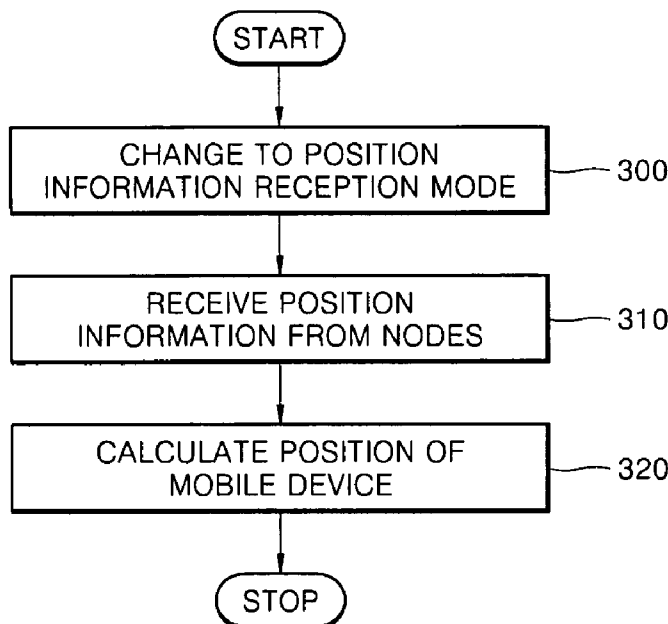 START
CHANGE TO POSITION
INFORMATION RECEPTION MODE
300
RECEIVE POSITION
INFORMATION FROM NODES
310
CALCULATE POSITION OF
MOBILE DEVICE
320
STOP